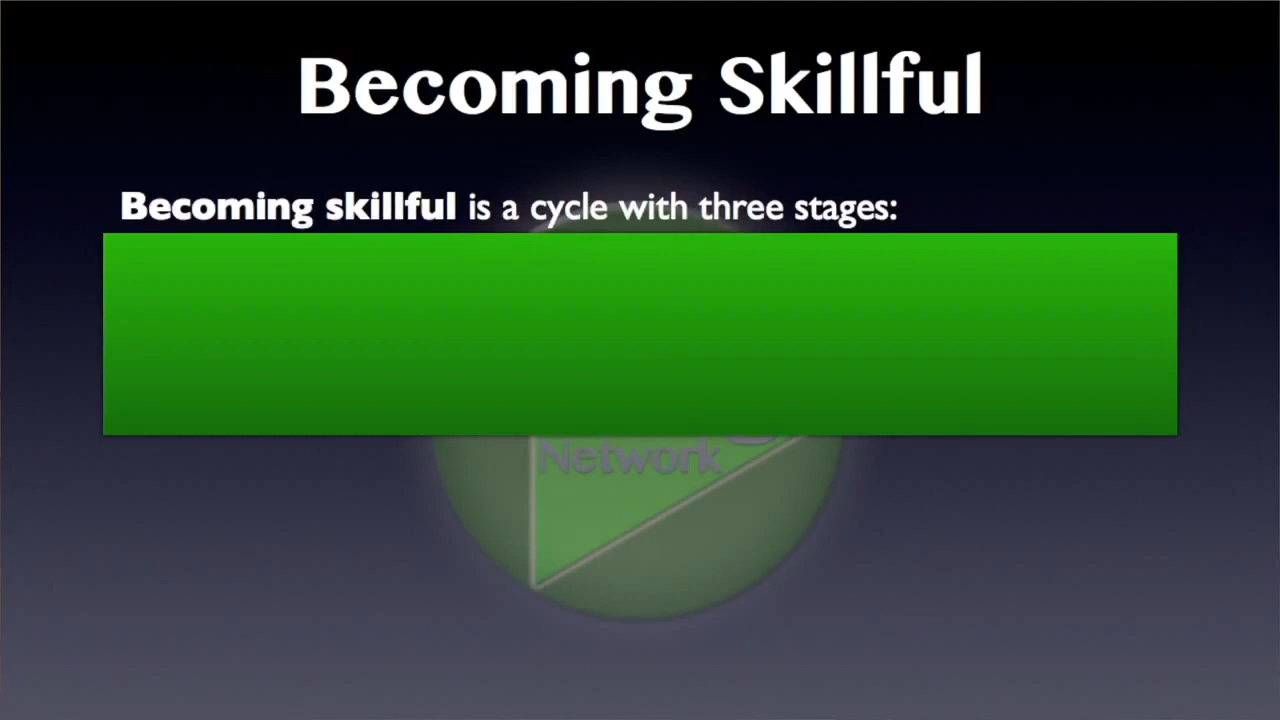 Becoming Skillful
Becoming skillful is a cycle with three stages:
Network